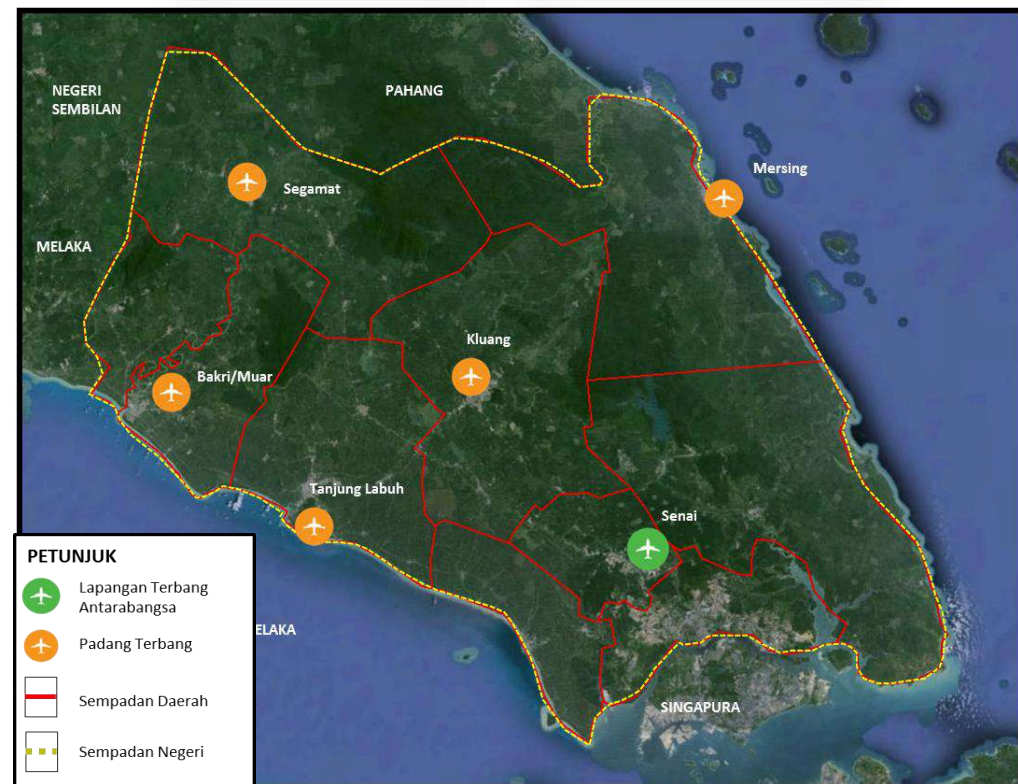 NEGERI
SEMBILAN
PAHANG
Mersing
Segamat
MELAKA
Kluang
Bakri/Muar
Tanjung Labuh
Senai
ELAKA
SINGAPURA
PETUNJUK
Lapangan Terbang
Antarabangsa
Padang Terbang
Sempadan Daerah
Sempadan Negeri